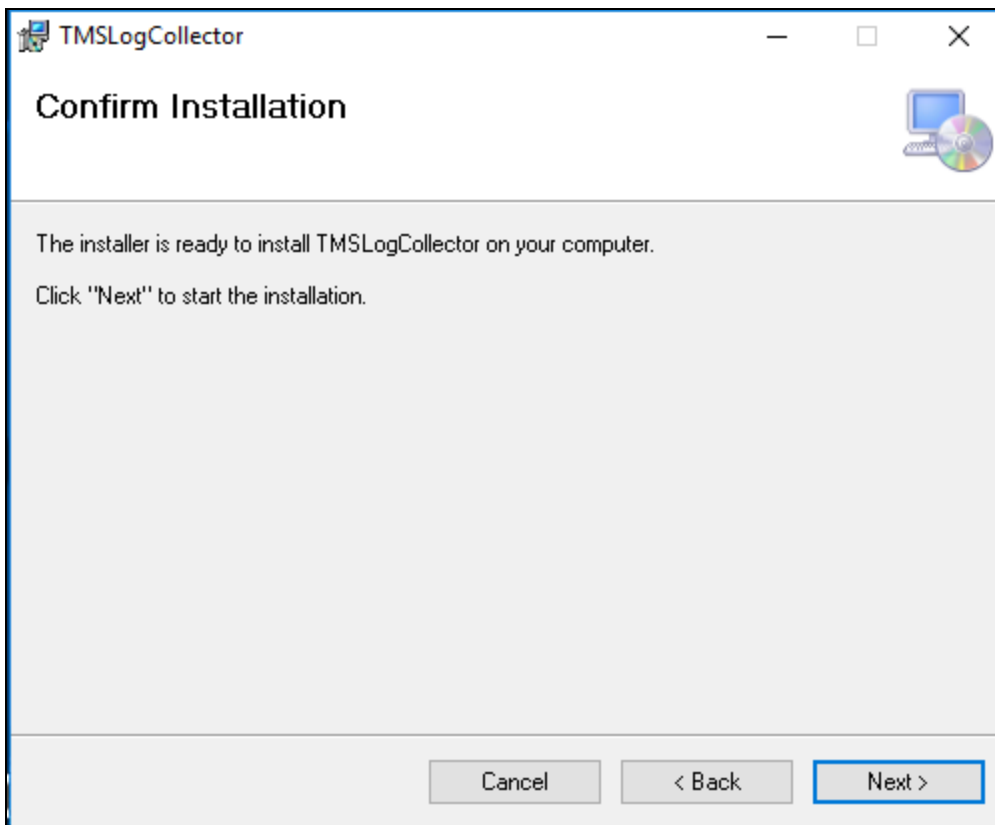 TMSLogCollector
Confirm Installation
The installer is ready to install TMSLogCollector on your computer.
Click "Next" to start the installation.
Cancel
< Back
Next >